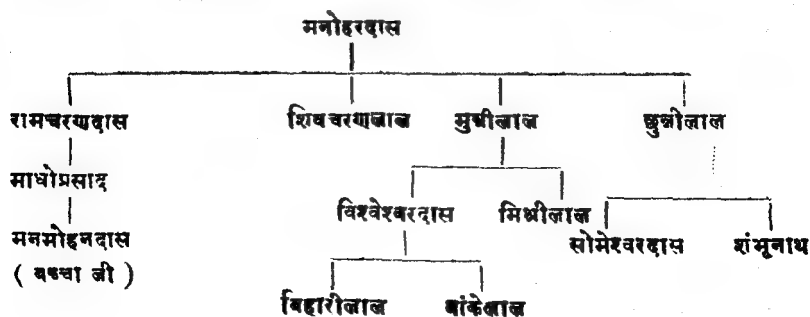 मनोहरदास
रामचरणदास शिवचरणलाल मुन्नीलाल छुन्नीलाल
माधोप्रसाद
विश्वेश्वरदास मिश्रीलाल
मनमोहनदास सोमेश्वरदास शंभूनाथ
( बच्चा जी )
बिहारीलाल बांकेलाल